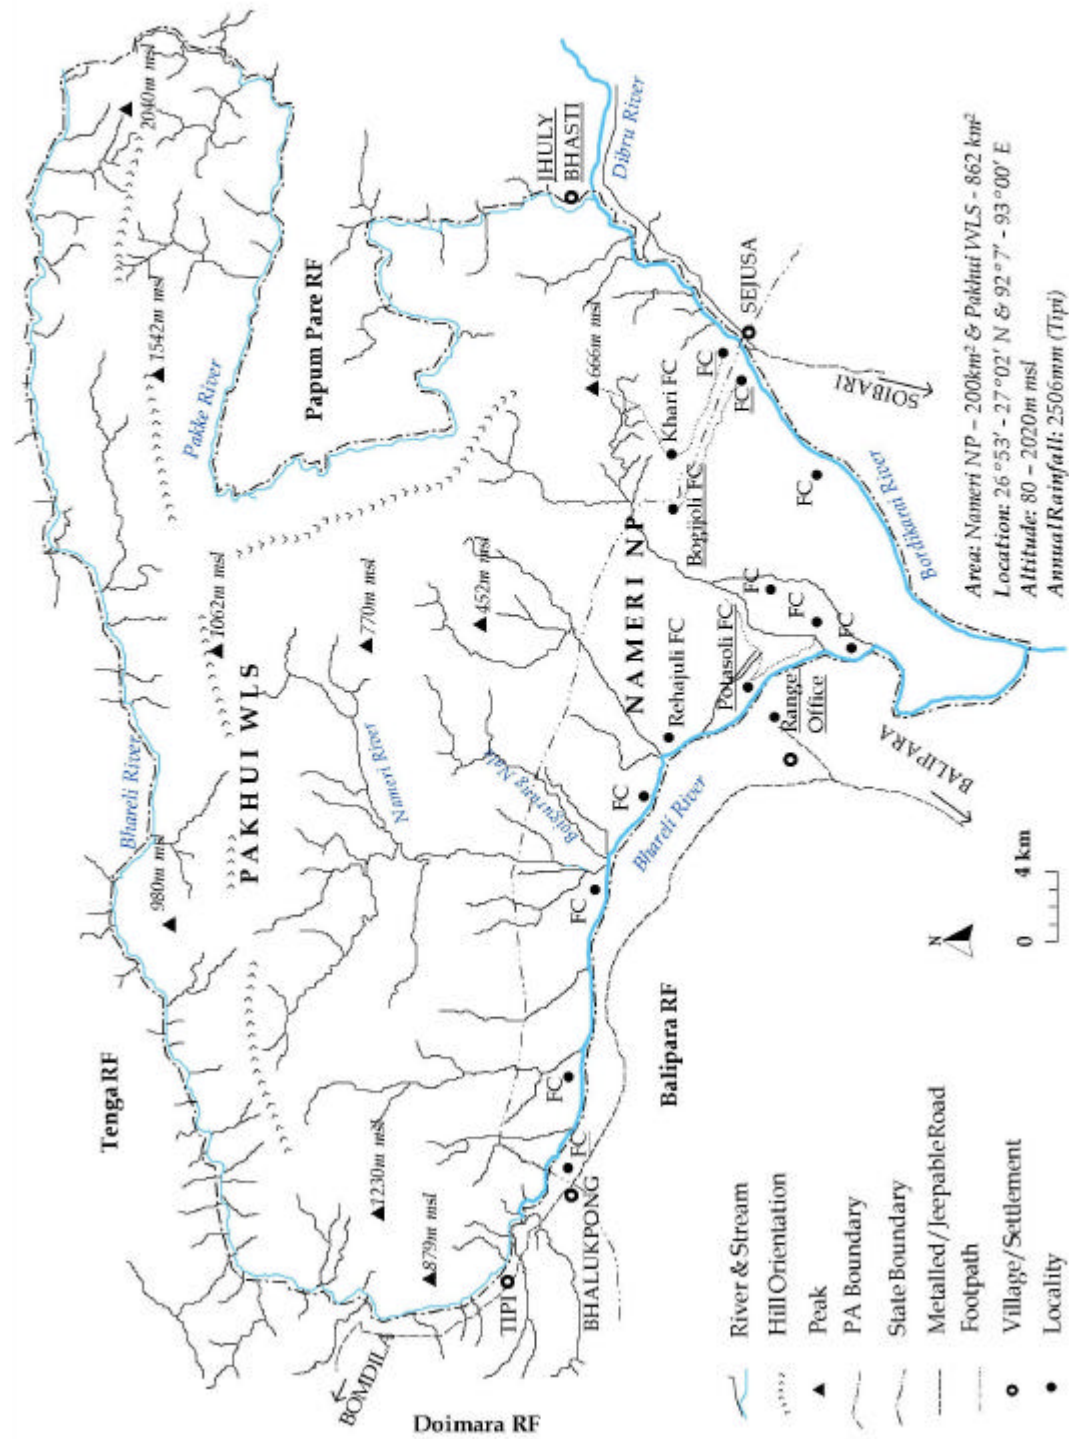 Tenga RF
Bhareli River
980m msl
PAKHUI WLS
1062m msl
1542m msl
2040m msl
Pakke River
Papum Pare RF
770m msl
Nameri River
452m msl
666m msl
JHULY
BHASTI
Dibru River
BOMDILA
Doimara RF
1230m msl
879m msl
TIPI
BHALUKPONG
FC
FC
FC
FC
Bhareli River
Balipara RF
NAMERI NP
Rehajuli FC
Potasoli FC
Range
Office
Bogijoli FC
Khari FC
FC
FC
FC
FC
FC
FC
SEJUSA
SOIBARI
BALIPARA
Bordikarai River
River & Stream
Hill Orientation
Peak
PA Boundary
State Boundary
Metalled / Jeepable Road
Footpath
Village/Settlement
Locality
N
0 4 km
Area: Nameri NP – 200km² & Pakhui WLS - 862 km²
Location: 26°53' - 27°02' N & 92°7' - 93°00' E
Altitude: 80 – 2020m msl
Annual Rainfall: 2506mm (Tipi)